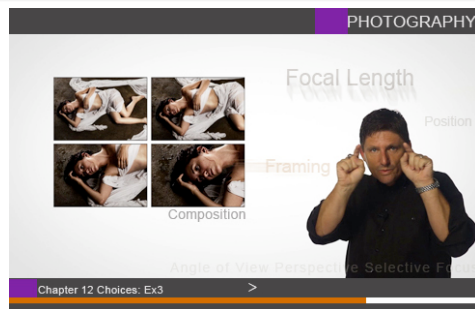 PHOTOGRAPHY
Focal Length
Position
Framing
Composition
Angle of View Perspective Selective Focus
Chapter 12 Choices: Ex3 >